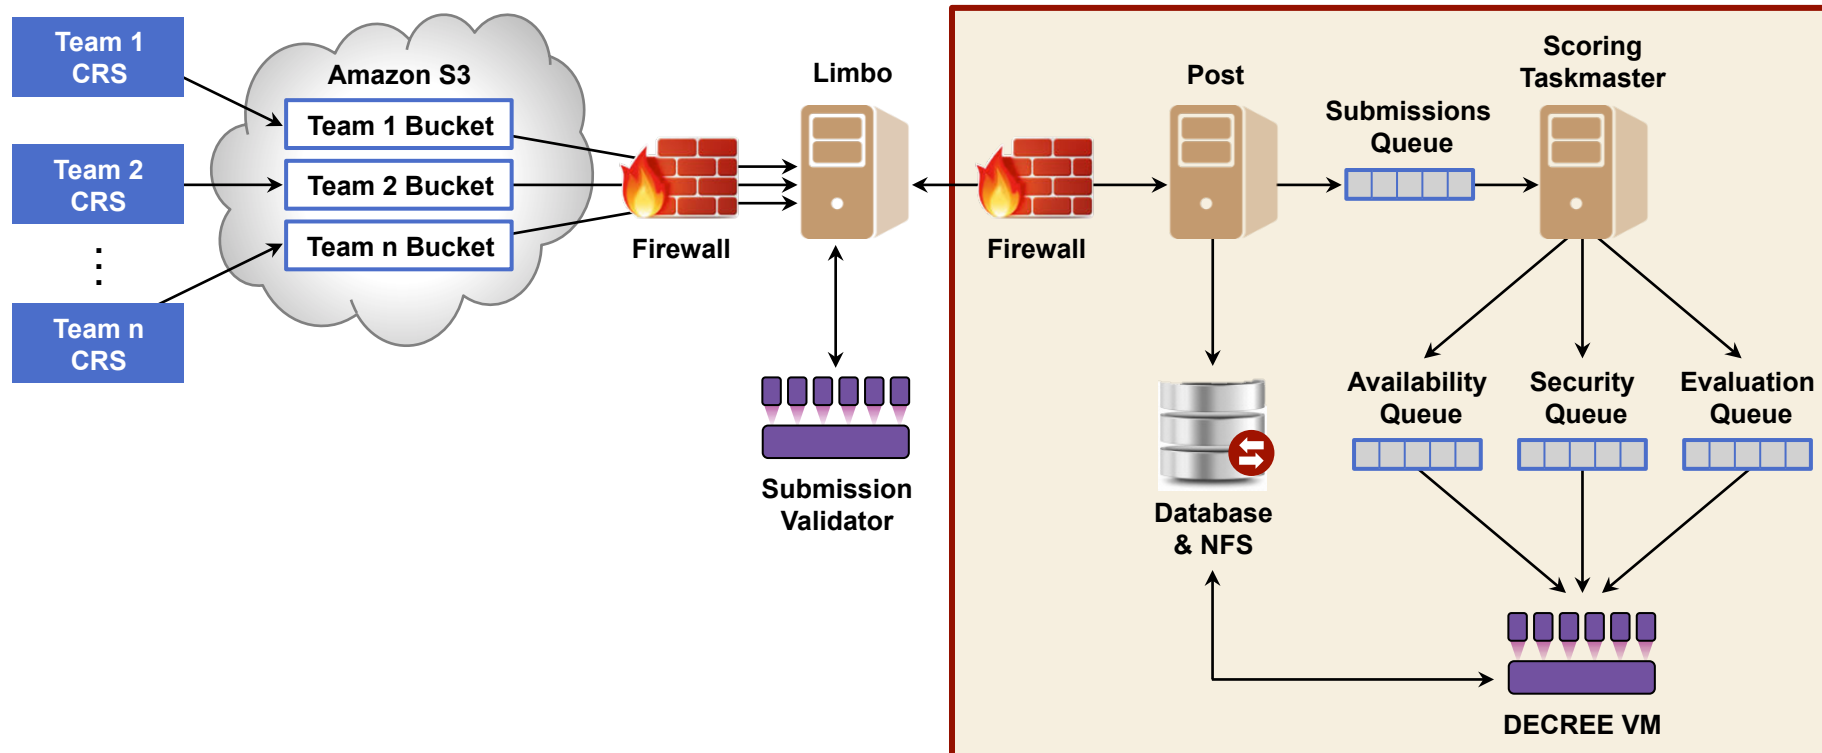 Team 1
CRS
Team 2
CRS
Team n
CRS
Amazon S3
Team 1 Bucket
Team 2 Bucket
Team n Bucket
Firewall
Limbo
Submission
Validator
Firewall
Post
Database
& NFS
Submissions
Queue
Scoring
Taskmaster
Availability
Queue
Security
Queue
Evaluation
Queue
DECREE VM